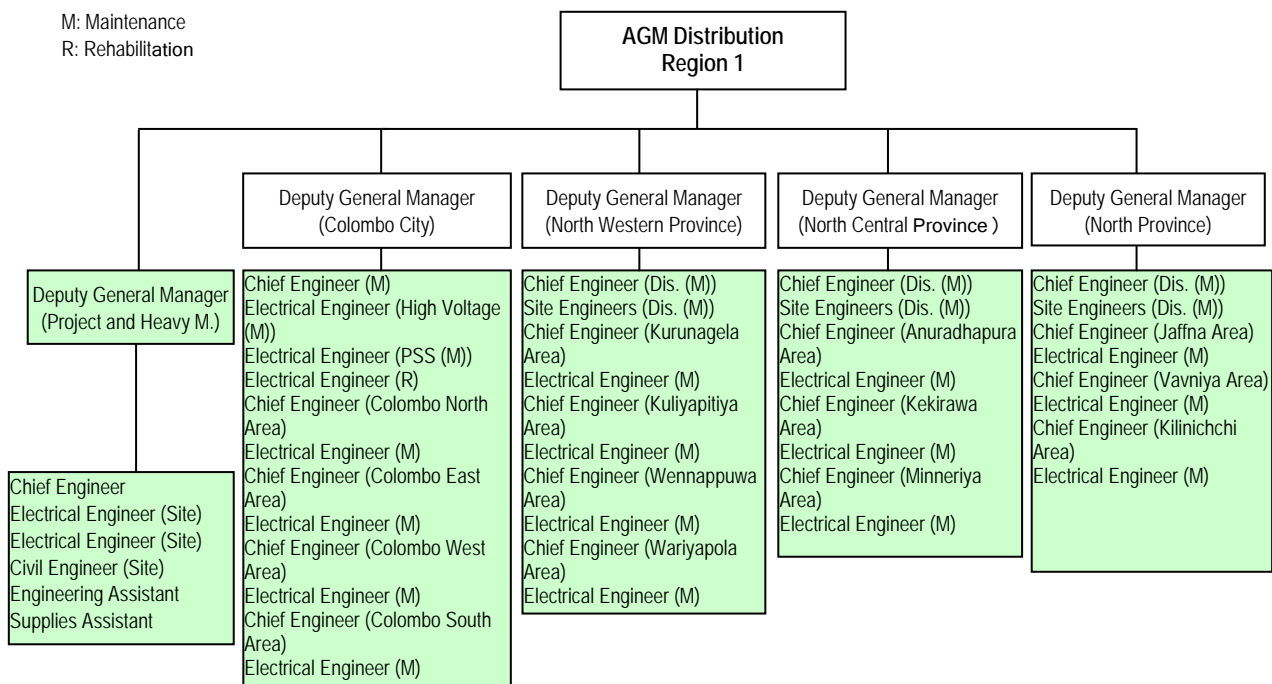 M: Maintenance
R: Rehabilitation
AGM Distribution
Region 1
Deputy General Manager
(Project and Heavy M.)
Chief Engineer
Electrical Engineer (Site)
Electrical Engineer (Site)
Civil Engineer (Site)
Engineering Assistant
Supplies Assistant
Deputy General Manager
(Colombo City)
Chief Engineer (M)
Electrical Engineer (High Voltage
(M))
Electrical Engineer (PSS (M))
Electrical Engineer (R)
Chief Engineer (Colombo North
Area)
Electrical Engineer (M)
Chief Engineer (Colombo East
Area)
Electrical Engineer (M)
Chief Engineer (Colombo West
Area)
Electrical Engineer (M)
Chief Engineer (Colombo South
Area)
Electrical Engineer (M)
Deputy General Manager
(North Western Province)
Chief Engineer (Dis. (M))
Site Engineers (Dis. (M))
Chief Engineer (Kurunagela
Area)
Electrical Engineer (M)
Chief Engineer (Kuliyapitiya
Area)
Electrical Engineer (M)
Chief Engineer (Wennappuwa
Area)
Electrical Engineer (M)
Chief Engineer (Wariyapola
Area)
Electrical Engineer (M)
Deputy General Manager
(North Central Province )
Chief Engineer (Dis. (M))
Site Engineers (Dis. (M))
Chief Engineer (Anuradhapura
Area)
Electrical Engineer (M)
Chief Engineer (Kekirawa
Area)
Electrical Engineer (M)
Chief Engineer (Minneriya
Area)
Electrical Engineer (M)
Deputy General Manager
(North Province)
Chief Engineer (Dis. (M))
Site Engineers (Dis. (M))
Chief Engineer (Jaffna Area)
Electrical Engineer (M)
Chief Engineer (Vavniya Area)
Electrical Engineer (M)
Chief Engineer (Kilinichchi
Area)
Electrical Engineer (M)